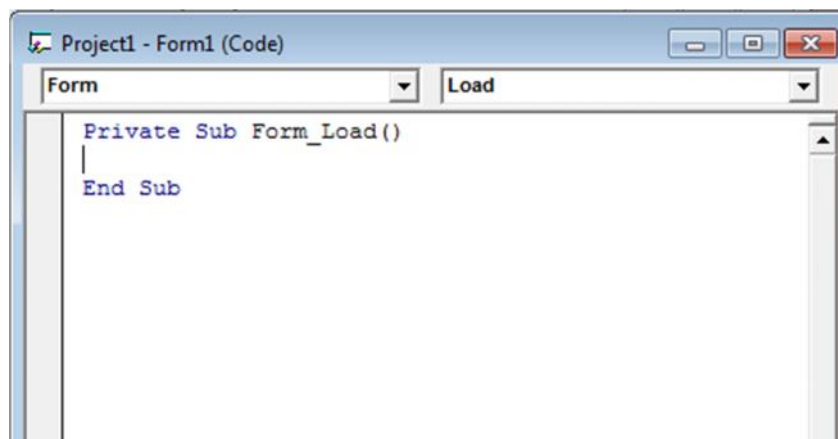 Project1 - Form1 (Code)
Form Load
Private Sub Form_Load()
End Sub